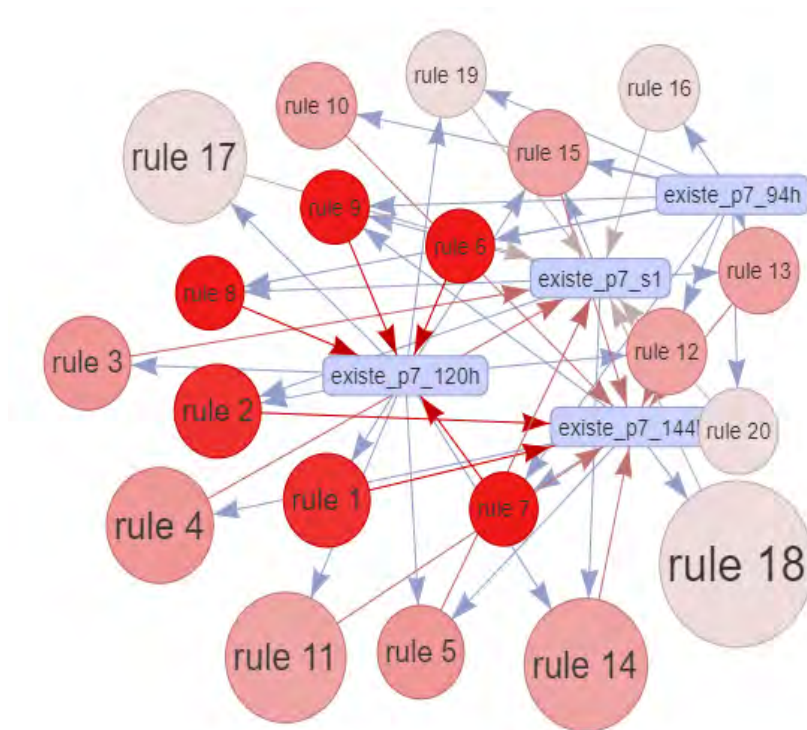 rule 19
rule 16
rule 10
rule 15
rule 17
existe_p7_94h
rule 9
rule 6
existe_p7_s1
rule 13
rule 8
rule 3
rule 12
existe_p7_120h
rule 2
existe_p7_144
rule 20
rule 1
rule 7
rule 4
rule 18
rule 11
rule 5
rule 14